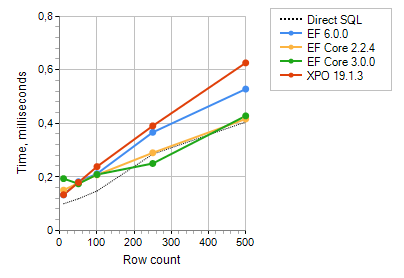 0,8
0,6
0,4
0,2
0
Time, milliseconds
0 100 200 300 400 500
Row count
Direct SQL
EF 6.0.0
EF Core 2.2.4
EF Core 3.0.0
XPO 19.1.3